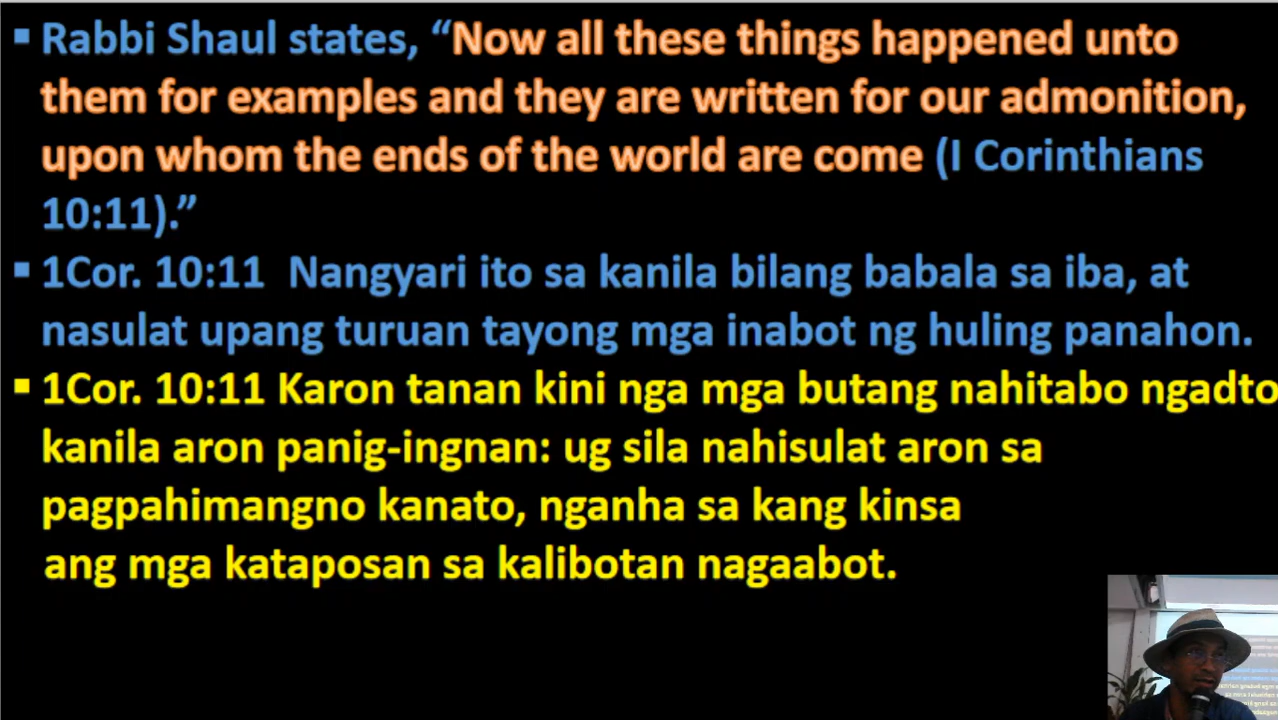 ▪ Rabbi Shaul states, “Now all these things happened unto
them for examples and they are written for our admonition,
upon whom the ends of the world are come (I Corinthians
10:11).”
▪ 1Cor. 10:11  Nangyari ito sa kanila bilang babala sa iba, at
nasulat upang turuan tayong mga inabot ng huling panahon.
▪ 1Cor. 10:11 Karon tanan kini nga mga butang nahitabo ngadto
kanila aron panig-ingnan: ug sila nahisulat aron sa
pagpahimangno kanato, nganha sa kang kinsa
ang mga kataposan sa kalibotan nagaabot.